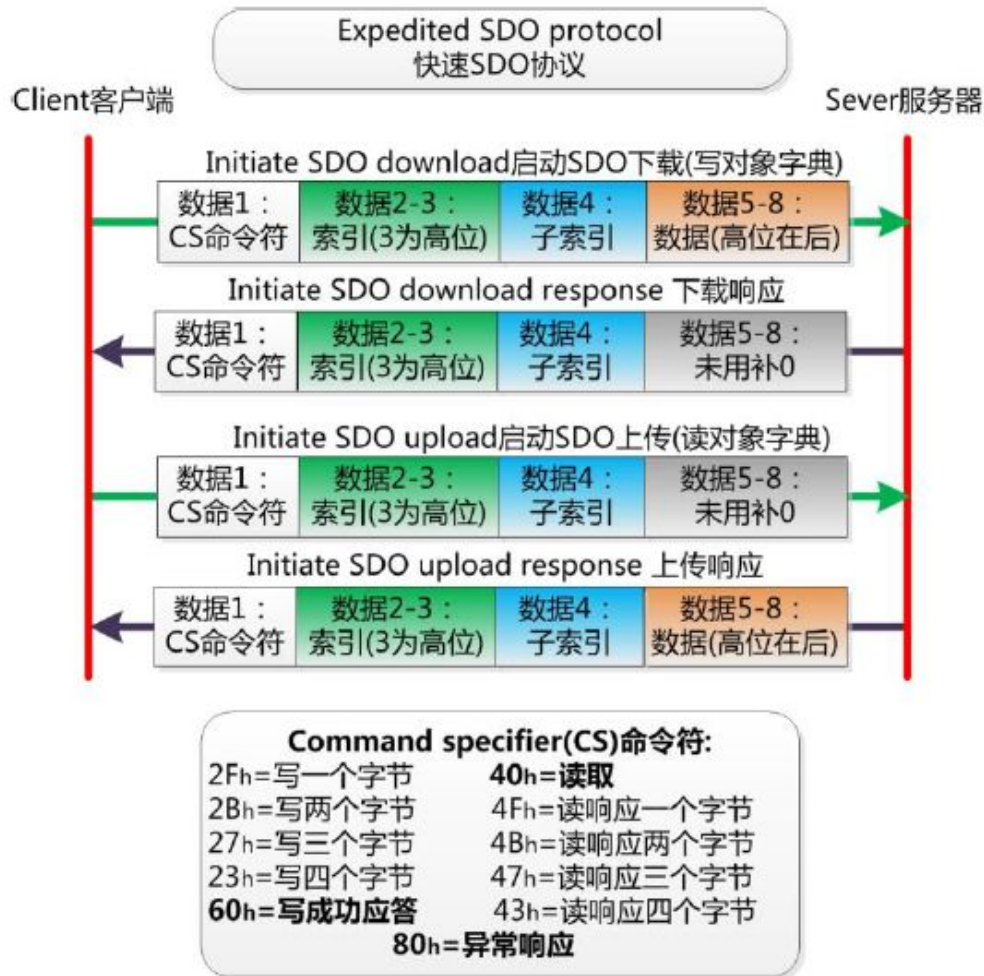 Expedited SDO protocol
快速SDO协议
Client客户端
Sever服务器
Initiate SDO download启动SDO下载(写对象字典)
数据1： 数据2-3： 数据4： 数据5-8：
CS命令符 索引(3为高位) 子索引 数据(高位在后)
Initiate SDO download response 下载响应
数据1： 数据2-3： 数据4： 数据5-8：
CS命令符 索引(3为高位) 子索引 未用补0
Initiate SDO upload启动SDO上传(读对象字典)
数据1： 数据2-3： 数据4： 数据5-8：
CS命令符 索引(3为高位) 子索引 未用补0
Initiate SDO upload response 上传响应
数据1： 数据2-3： 数据4： 数据5-8：
CS命令符 索引(3为高位) 子索引 数据(高位在后)
Command specifier(CS)命令符:
2Fh=写一个字节 40h=读取
2Bh=写两个字节 4Fh=读响应一个字节
27h=写三个字节 4Bh=读响应两个字节
23h=写四个字节 47h=读响应三个字节
60h=写成功应答 43h=读响应四个字节
80h=异常响应